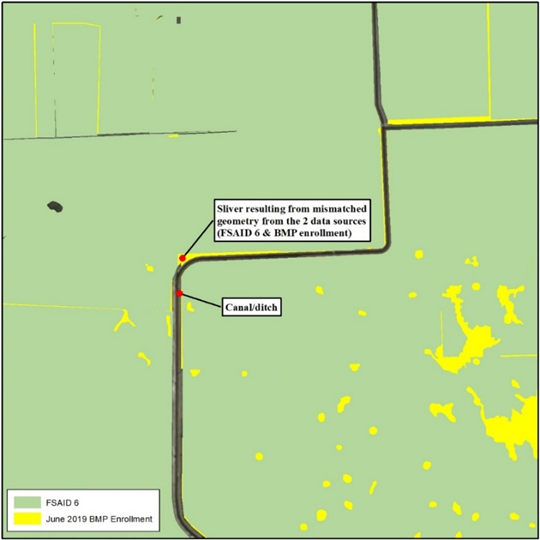 Sliver resulting from mismatched
geometry from the 2 data sources
(FSAID 6 & BMP enrollment)
Canal/ditch
FSAID 6
June 2019 BMP Enrollment